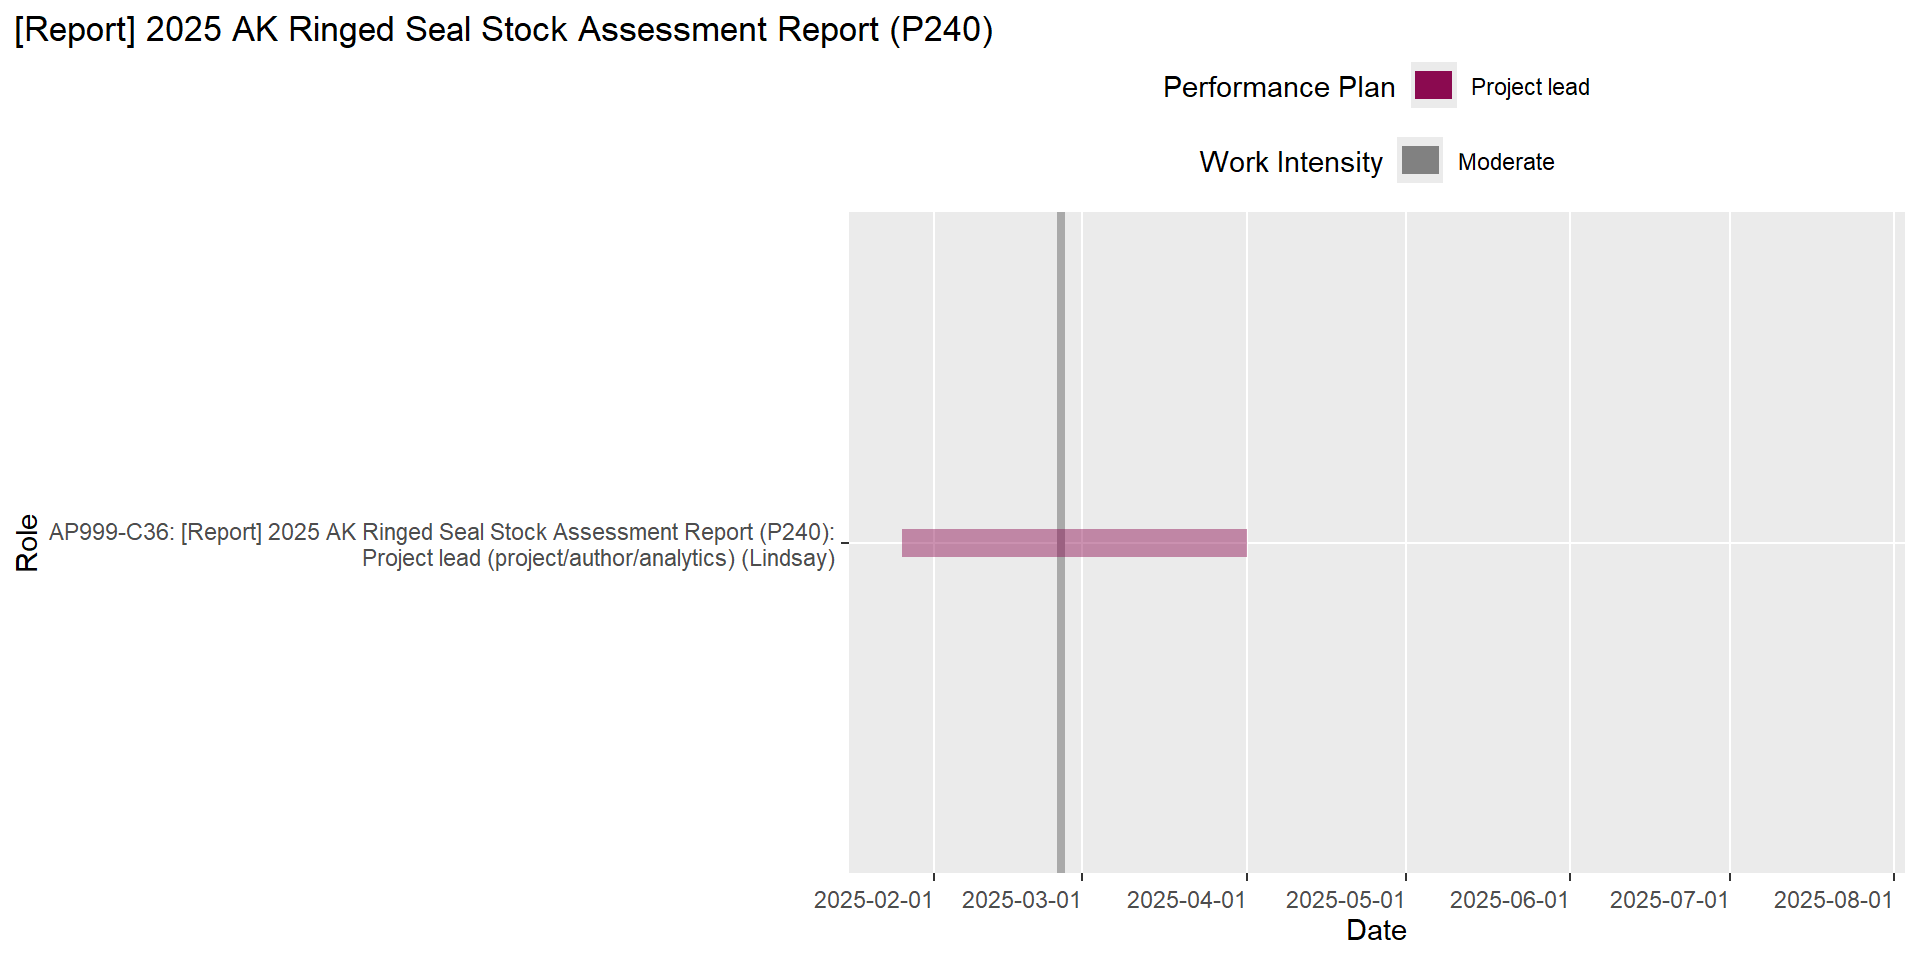 [Report] 2025 AK Ringed Seal Stock Assessment Report (P240)
Performance Plan
Project lead
Work Intensity
Moderate
Role
AP999-C36: [Report] 2025 AK Ringed Seal Stock Assessment Report (P240):
Project lead (project/author/analytics) (Lindsay)
2025-02-01
2025-03-01
2025-04-01
2025-05-01
2025-06-01
2025-07-01
2025-08-01
Date